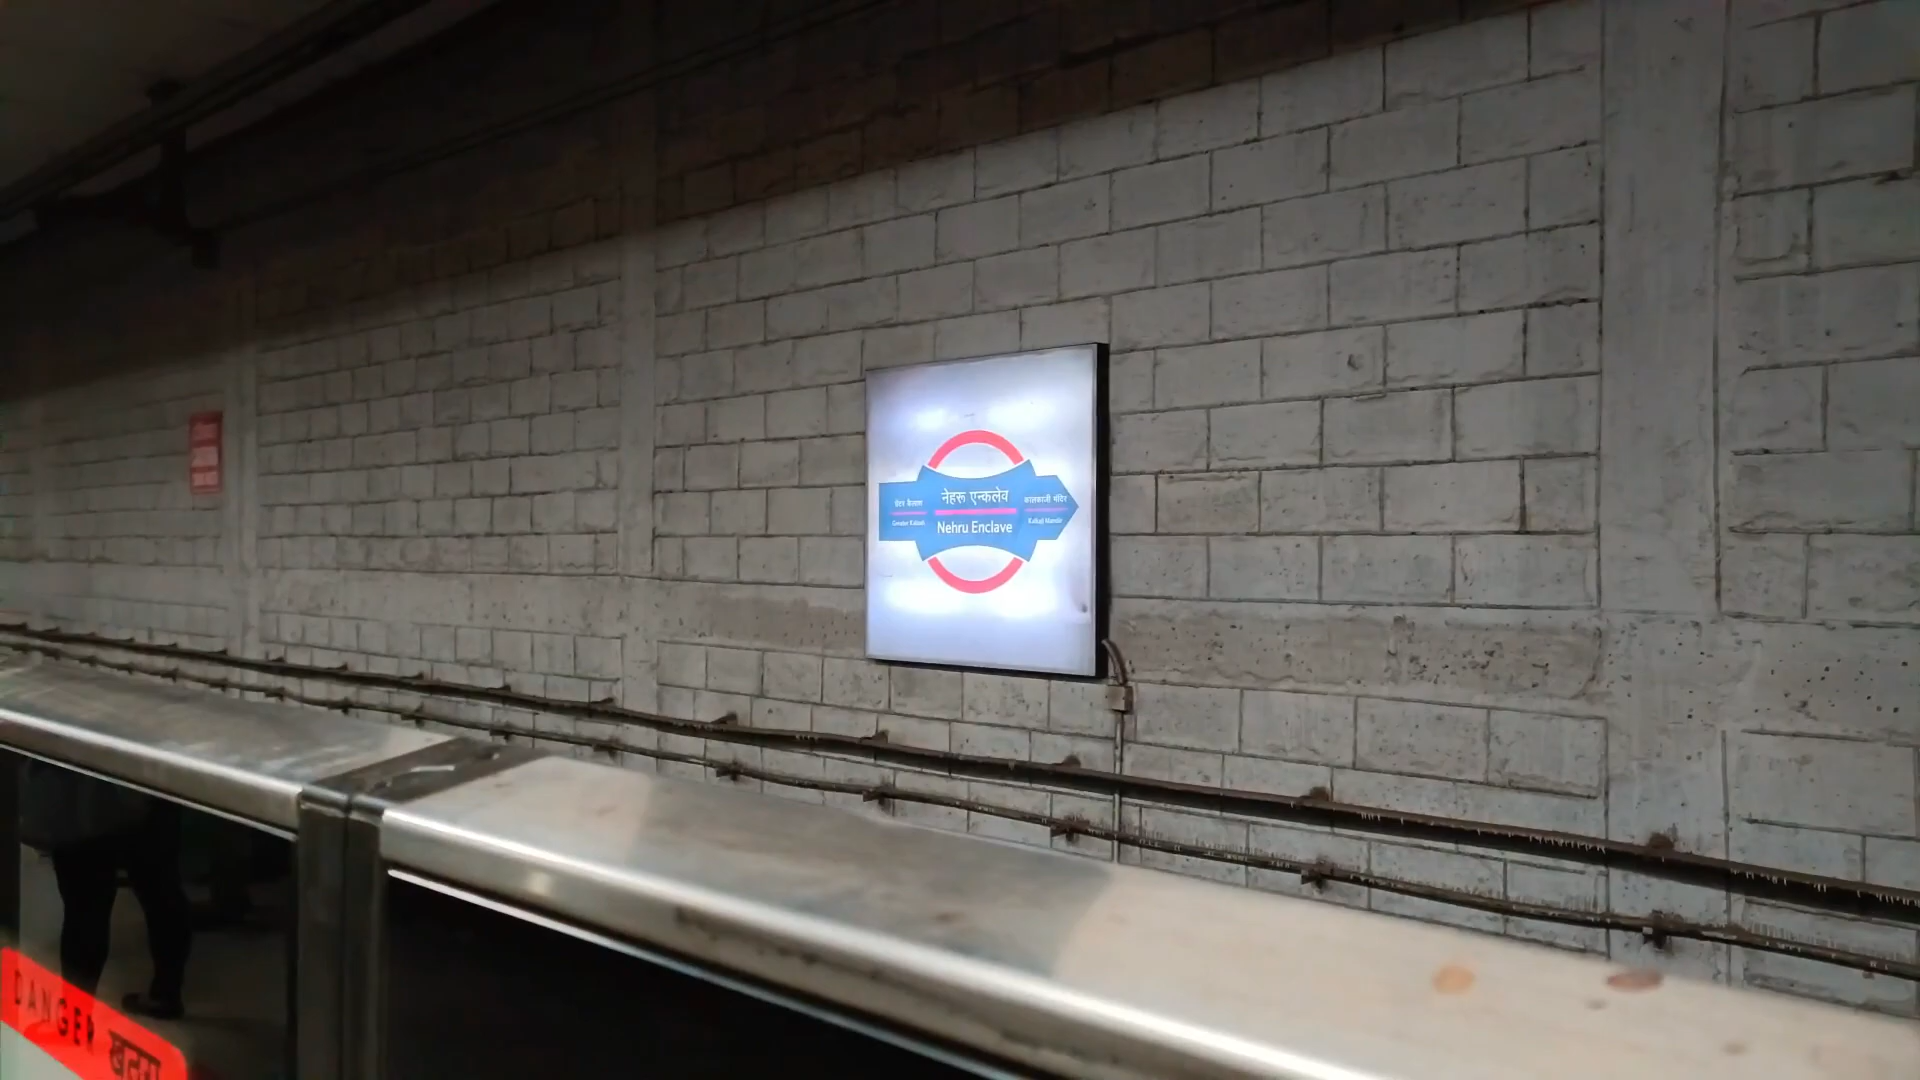 नेहरू एन्क्लेव
Nehru Enclave
ग्रेटर कैलाश
Greater Kailash
कालकाजी मंदिर
Kalkaji Mandir
DANGER खतरा